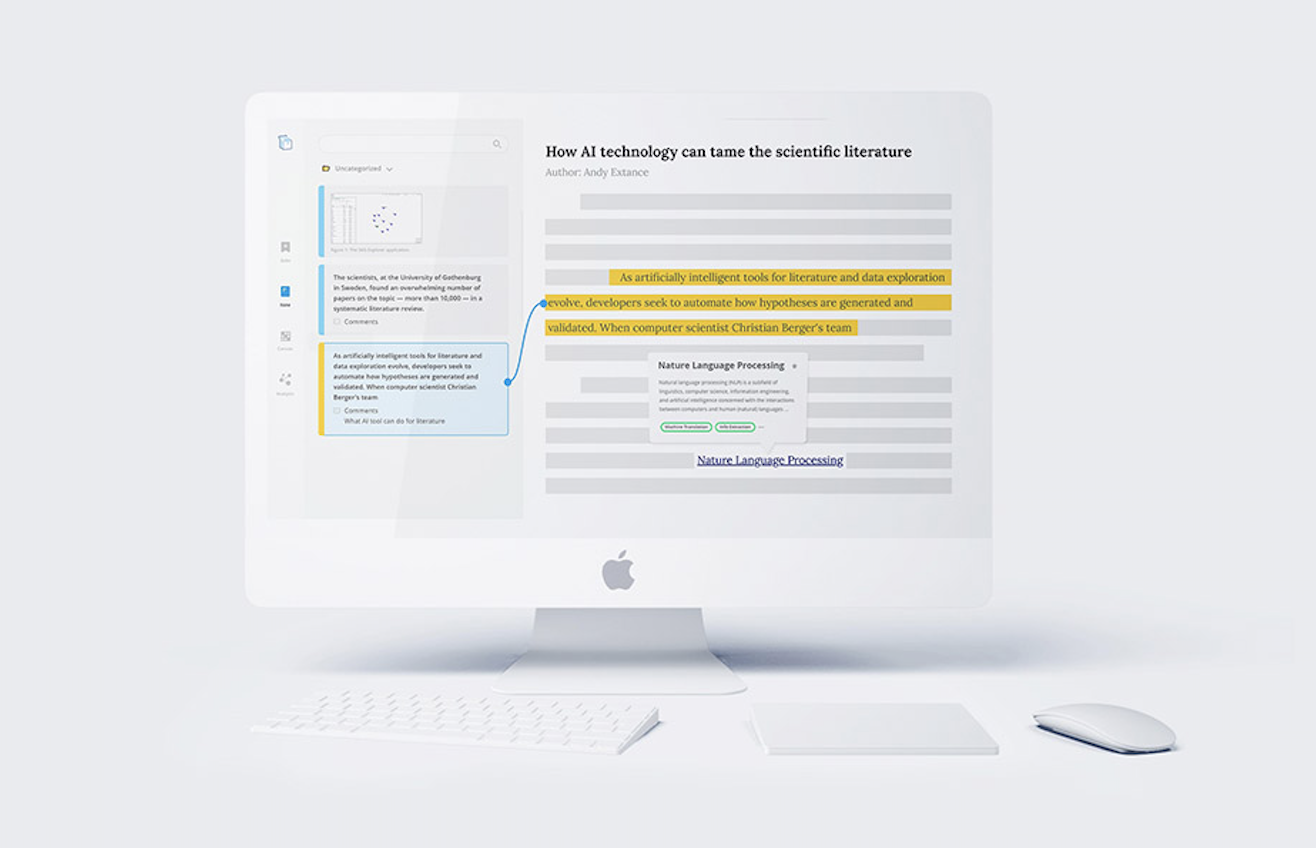 Uncategorized
The scientists, at the University of Gothenburg
in Sweden, found an overwhelming number of
papers on the topic — more than 10,000 — in a
systematic literature review.
Comments
As artificially intelligent tools for literature and
data exploration evolve, developers seek to
automate how hypotheses are generated and
validated. When computer scientist Christian
Berger's team
Comments
What AI tool can do for literature
How AI technology can tame the scientific literature
Author: Andy Extance
As artificially intelligent tools for literature and data exploration
evolve, developers seek to automate how hypotheses are generated and
validated. When computer scientist Christian Berger's team
Nature Language Processing
Natural language processing (NLP) is a subfield of
linguistics, computer science, information engineering,
and artificial intelligence concerned with the interactions
between computers and human (natural) languages ...
Machine Translation
Info Extraction
Nature Language Processing